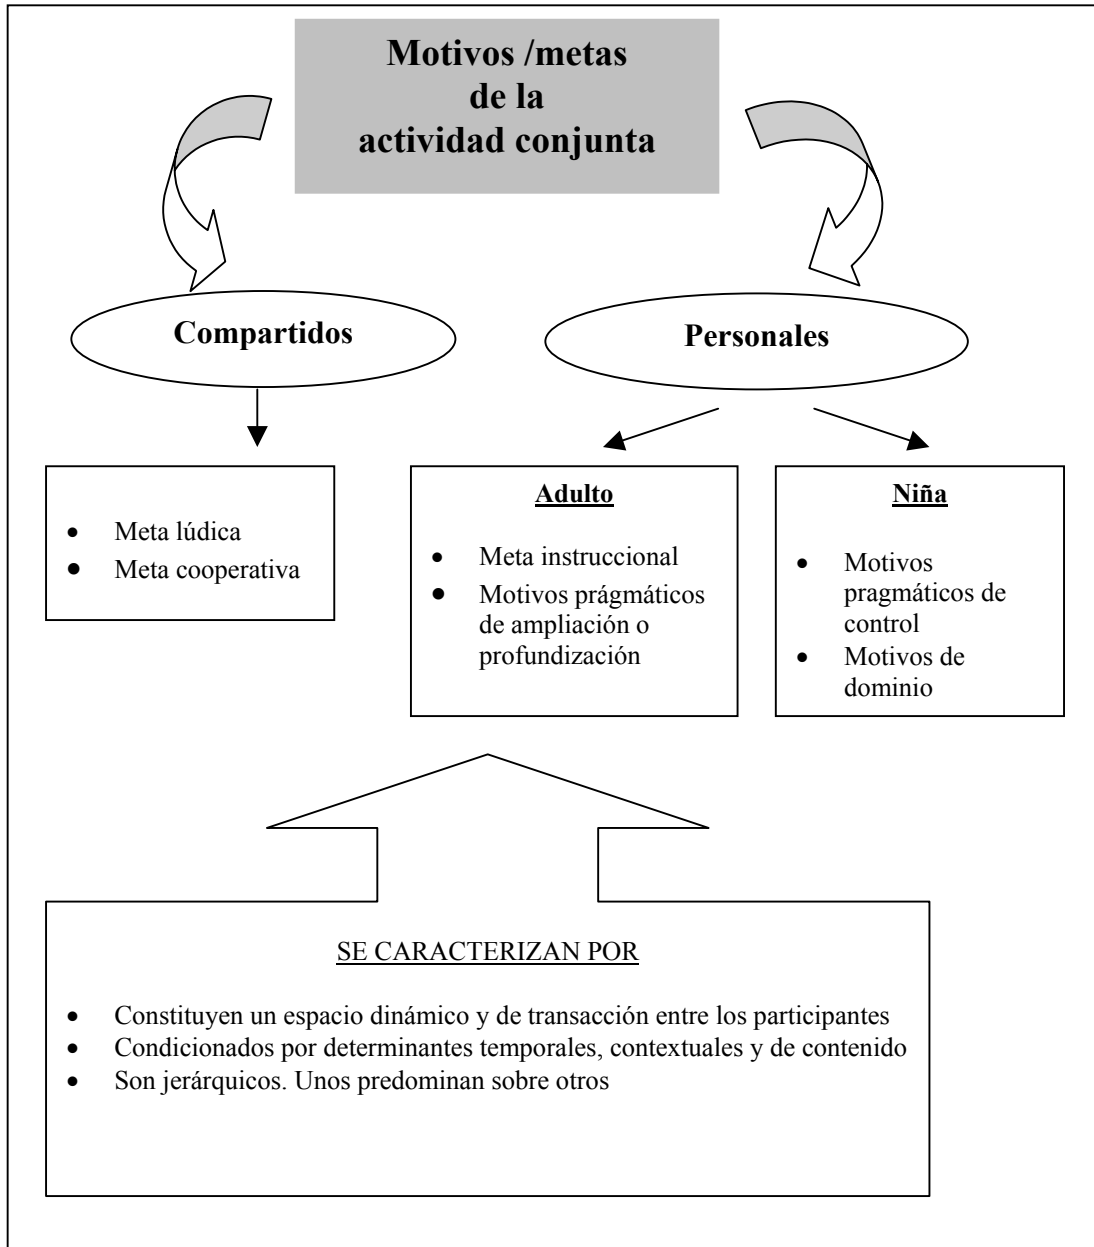 Motivos /metas
de la
actividad conjunta
Compartidos
Personales
• Meta lúdica
• Meta cooperativa
Adulto
• Meta instruccional
• Motivos prágmáticos
de ampliación o
profundización
Niña
• Motivos
pragmáticos de
control
• Motivos de
dominio
SE CARACTERIZAN POR
• Constituyen un espacio dinámico y de transacción entre los participantes
• Condicionados por determinantes temporales, contextuales y de contenido
• Son jerárquicos. Unos predominan sobre otros